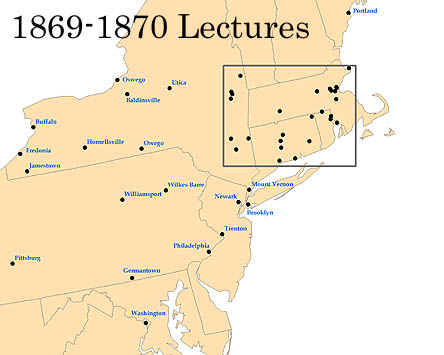 1869-1870 Lectures
Portland
Oswego
Utica
Baldinsville
Buffalo
Hornellsville
Owego
Fredonia
Jamestown
Wilkes Barre
Mount Vernon
Williamsport
Newark
Brooklyn
Trenton
Philadelphia
Pittsburg
Germantown
Washington